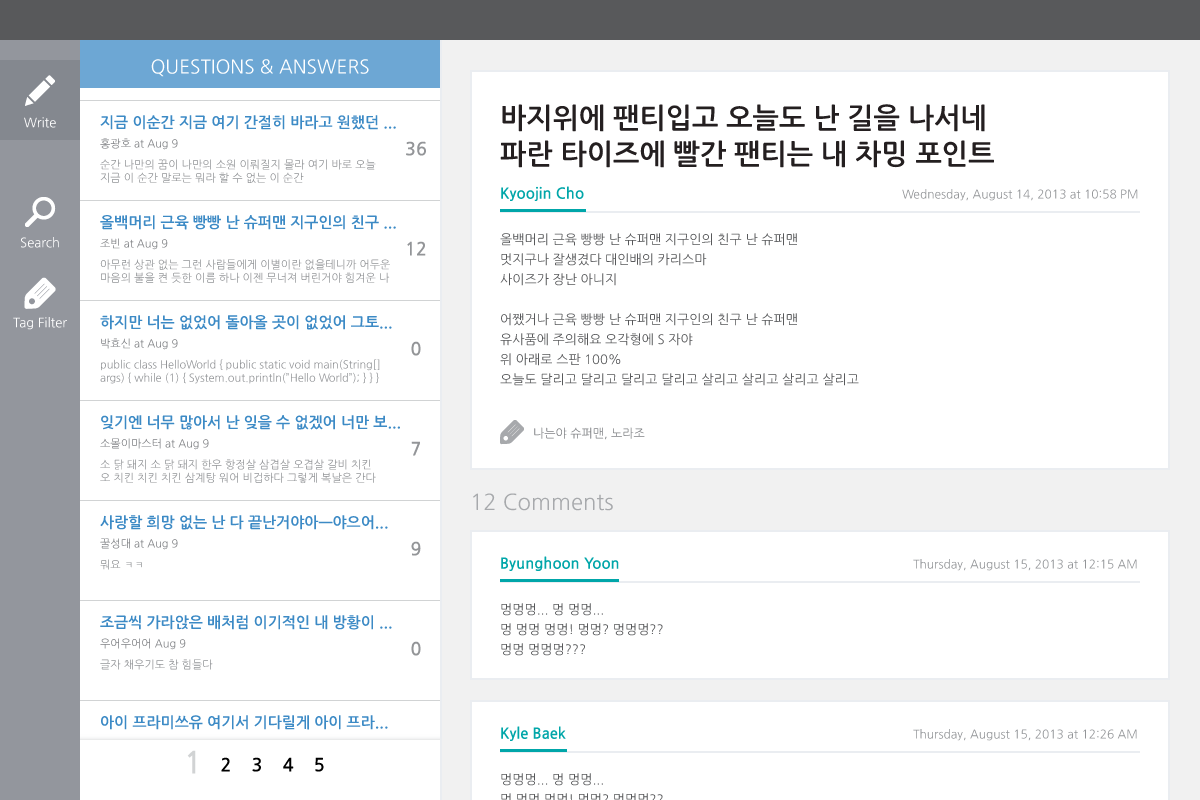 Write
Search
Tag Filter
QUESTIONS & ANSWERS
지금 이순간 지금 여기 간절히 바라고 원했던 ...
홍광호 at Aug 9
36
순간 나만의 꿈이 나만의 소원 이뤄질지 몰라 여기 바로 오늘
지금 이 순간 말로는 뭐라 할 수 없는 이 순간
올백머리 근육 빵빵 난 슈퍼맨 지구인의 친구 ...
조빈 at Aug 9
12
아무런 상관 없는 그런 사람들에게 이별이란 없을테니까 어두운
마음의 불을 켠 듯한 이름 하나 이젠 무너져 버린거야 힘겨운 나
하지만 너는 없었어 돌아올 곳이 없었어 그토...
박효신 at Aug 9
0
public class HelloWorld { public static void main(String[]
args) { while (1) { System.out.println("Hello World"); } } }
잊기엔 너무 많아서 난 잊을 수 없겠어 너만 보...
소몰이마스터 at Aug 9
7
소 닭 돼지 소 닭 돼지 한우 항정살 삼겹살 오겹살 갈비 치킨
오 치킨 치킨 치킨 삼계탕 워어 비겁하다 그렇게 복날은 간다
사랑할 희망 없는 난 다 끝난거야아—야으어...
꿀성대 at Aug 9
9
뭐요 ㅋㅋ
조금씩 가라앉은 배처럼 이기적인 내 방황이 ...
우어우어어 Aug 9
0
글자 채우기도 참 힘들다
아이 프라미쓰유 여기서 기다릴게 아이 프라...
1 2 3 4 5
바지위에 팬티입고 오늘도 난 길을 나서네
파란 타이즈에 빨간 팬티는 내 차밍 포인트
Kyoojin Cho
Wednesday, August 14, 2013 at 10:58 PM
올백머리 근육 빵빵 난 슈퍼맨 지구인의 친구 난 슈퍼맨
멋지구나 잘생겼다 대인배의 카리스마
사이즈가 장난 아니지
어쨌거나 근육 빵빵 난 슈퍼맨 지구인의 친구 난 슈퍼맨
유사품에 주의해요 오각형에 S 자야
위 아래로 스판 100%
오늘도 달리고 달리고 달리고 달리고 살리고 살리고 살리고 살리고
나는야 슈퍼맨, 노라조
12 Comments
Byunghoon Yoon
Thursday, August 15, 2013 at 12:15 AM
멍멍멍... 멍 멍멍...
멍 멍멍 멍멍! 멍멍? 멍멍멍??
멍멍 멍멍멍???
Kyle Baek
Thursday, August 15, 2013 at 12:26 AM
멍멍멍... 멍 멍멍...
멍 멍멍 멍멍! 멍멍? 멍멍멍??